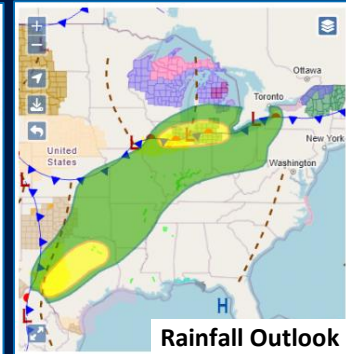 +
−
Ottawa
Toronto
L
L
New York
United
States
Washington
L
L
H
Rainfall Outlook